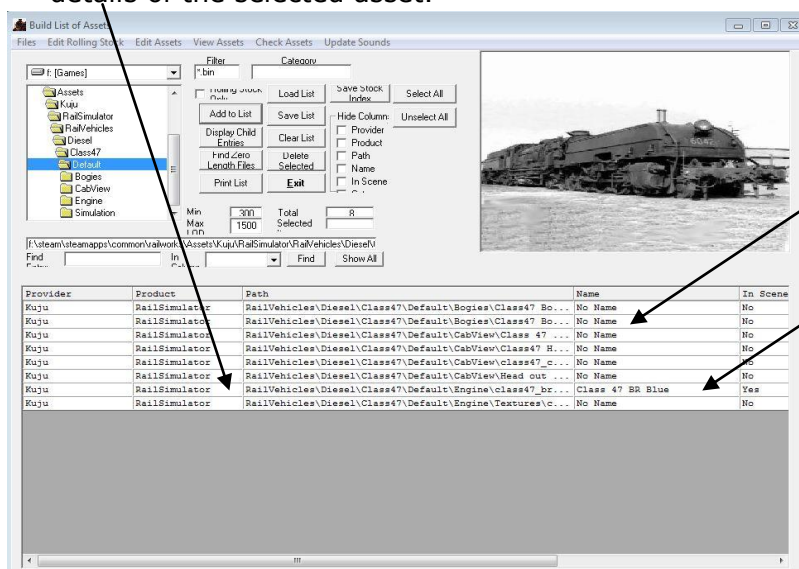 details of the selected asset.
Build List of Assets
Files Edit Rolling Stock Edit Assets View Assets Check Assets Update Sounds
f: [Games]
Filter
Category
*.bin
Assets
Kuju
RailSimulator
RailVehicles
Diesel
Class47
Default
Bogies
CabView
Engine
Simulation
Rolling Stock
Only
Load List
Save Stock
Index
Select All
Add to List
Save List
Hide Column:
Unselect All
Display Child
Entries
Clear List
Provider
Product
Find Zero
Length Files
Delete
Selected
Path
Name
Print List
Exit
In Scene
Min 300 Total 8
Max 1500 Selected
LOD
f:\steam\steamapps\common\railworks\Assets\Kuju\RailSimulator\RailVehicles\Diesel\
Find In Find Show All
6042
Provider Product Path Name In Scene
Kuju RailSimulator RailVehicles\Diesel\Class47\Default\Bogies\Class47 Bo... No Name No
Kuju RailSimulator RailVehicles\Diesel\Class47\Default\Bogies\Class47 Bo... No Name No
Kuju RailSimulator RailVehicles\Diesel\Class47\Default\CabView\Class 47 ... No Name No
Kuju RailSimulator RailVehicles\Diesel\Class47\Default\CabView\Class47 H... No Name No
Kuju RailSimulator RailVehicles\Diesel\Class47\Default\CabView\class47_c... No Name No
Kuju RailSimulator RailVehicles\Diesel\Class47\Default\CabView\Head out ... No Name No
Kuju RailSimulator RailVehicles\Diesel\Class47\Default\Engine\class47_br... Class 47 BR Blue Yes
Kuju RailSimulator RailVehicles\Diesel\Class47\Default\Engine\Textures\c... No Name No